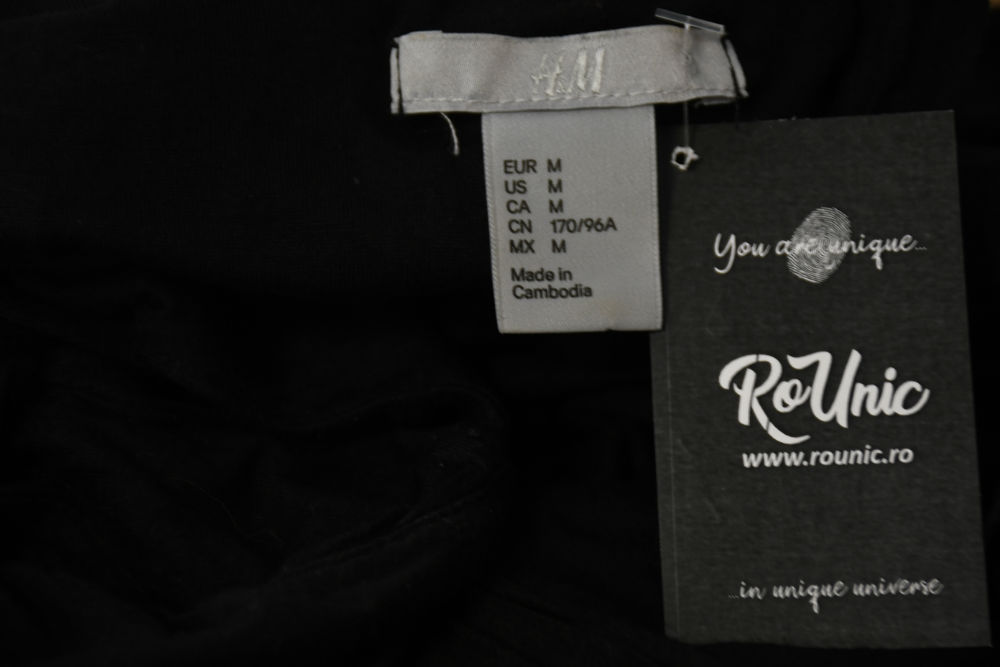 H&M
EUR M
US M
CA M
CN 170/96A
MX M
Made in
Cambodia
You are unique...
RoUnic
www.rounic.ro
...in unique universe